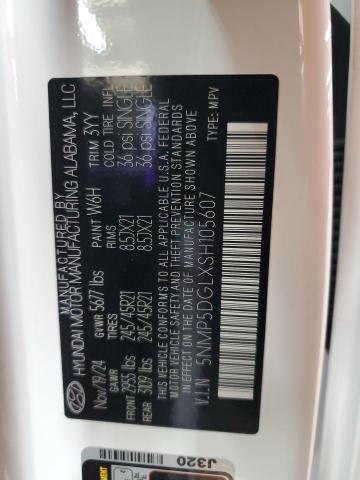 MANUFACTURED BY
HYUNDAI MOTOR MANUFACTURING ALABAMA, LLC
Nov/19/24 GVWR 5677 lbs PAINT W6H TRIM 3YY
GAWR TIRES RIMS COLD TIRE INFL
FRONT 2955 lbs 245/45R21 8.5JX21 36 psi SINGLE
REAR 3109 lbs 245/45R21 8.5JX21 36 psi SINGLE
THIS VEHICLE CONFORMS TO ALL APPLICABLE U.S.A. FEDERAL
MOTOR VEHICLE SAFETY AND THEFT PREVENTION STANDARDS
IN EFFECT ON THE DATE OF MANUFACTURE SHOWN ABOVE.
V.I.N 5NMP5DGLXSH105607 TYPE: MPV
J320